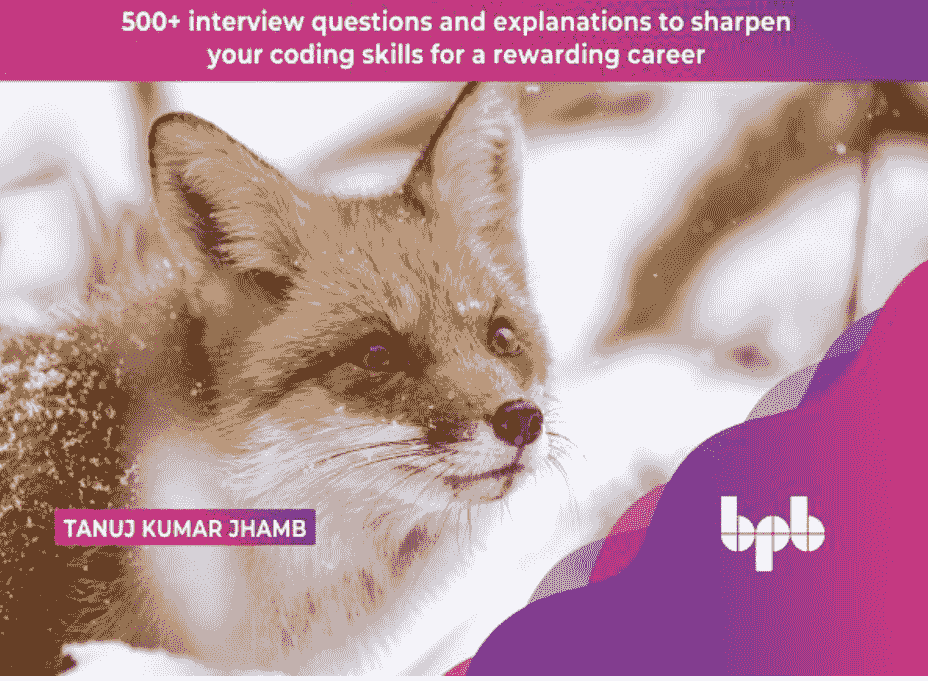 500+ interview questions and explanations to sharpen
your coding skills for a rewarding career
TANUJ KUMAR JHAMB
bpb